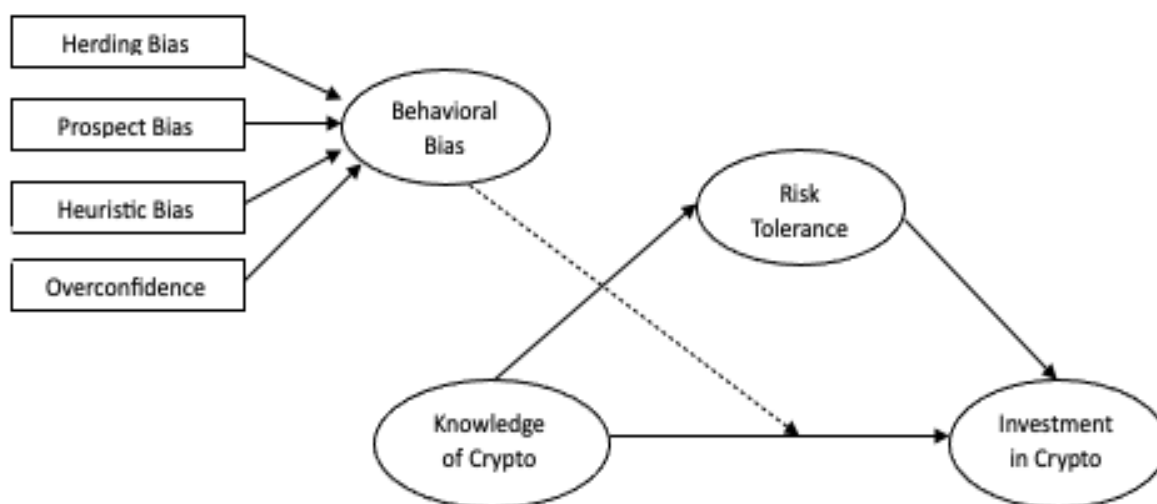 Herding Bias
Prospect Bias
Heuristic Bias
Overconfidence
Behavioral
Bias
Risk
Tolerance
Knowledge
of Crypto
Investment
in Crypto